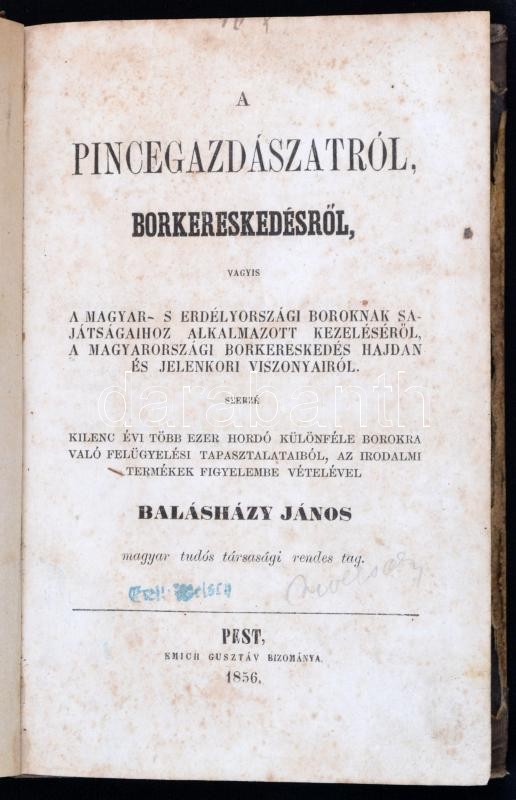 A
PINCEGAZDÁSZATRÓL,
BORKERESKEDÉSRŐL,
VAGYIS
A MAGYAR- S ERDÉLYORSZÁGI BOROKNAK SA-
JÁTSÁGAIHOZ ALKALMAZOTT KEZELÉSÉRŐL,
A MAGYARORSZÁGI BORKERESKEDÉS HAJDAN
ÉS JELENKORI VISZONYAIRÓL.
darabanth
SZERZÉ
KILENC ÉVI TÖBB EZER HORDÓ KÜLÖNFÉLE BOROKRA
VALÓ FELÜGYELÉSI TAPASZTALATAIBÓL, AZ IRODALMI
TERMÉKEK FIGYELEMBE VÉTELÉVEL
BALÁSHÁZY JÁNOS
magyar tudós társasági rendes tag.
PEST,
EMICH GUSZTÁV BIZOMÁNYA.
1856.